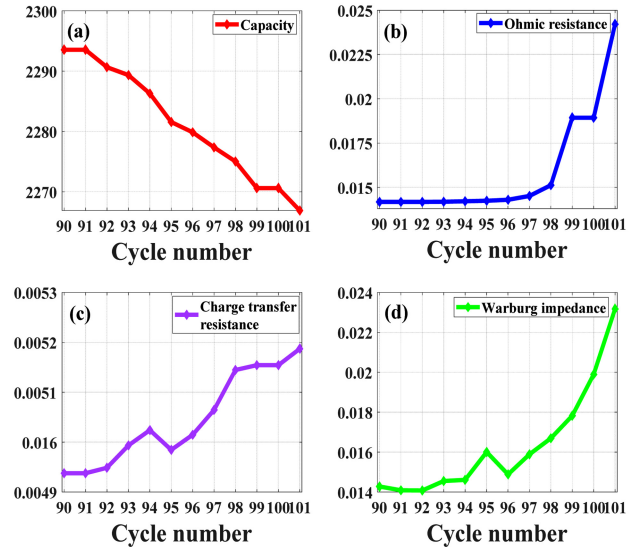 2300
(a)
Capacity
2290
2280
2270
90 91 92 93 94 95 96 97 98 99 100 101
Cycle number
0.025
(b)
Ohmic resistance
0.0225
0.02
0.0175
0.015
90 91 92 93 94 95 96 97 98 99 100 101
Cycle number
0.0053
(c)
Charge transfer
resistance
0.0052
0.0051
0.016
0.0049
90 91 92 93 94 95 96 97 98 99 100 101
Cycle number
0.024
(d)
Warburg impedance
0.022
0.02
0.018
0.016
0.014
90 91 92 93 94 95 96 97 98 99 100 101
Cycle number